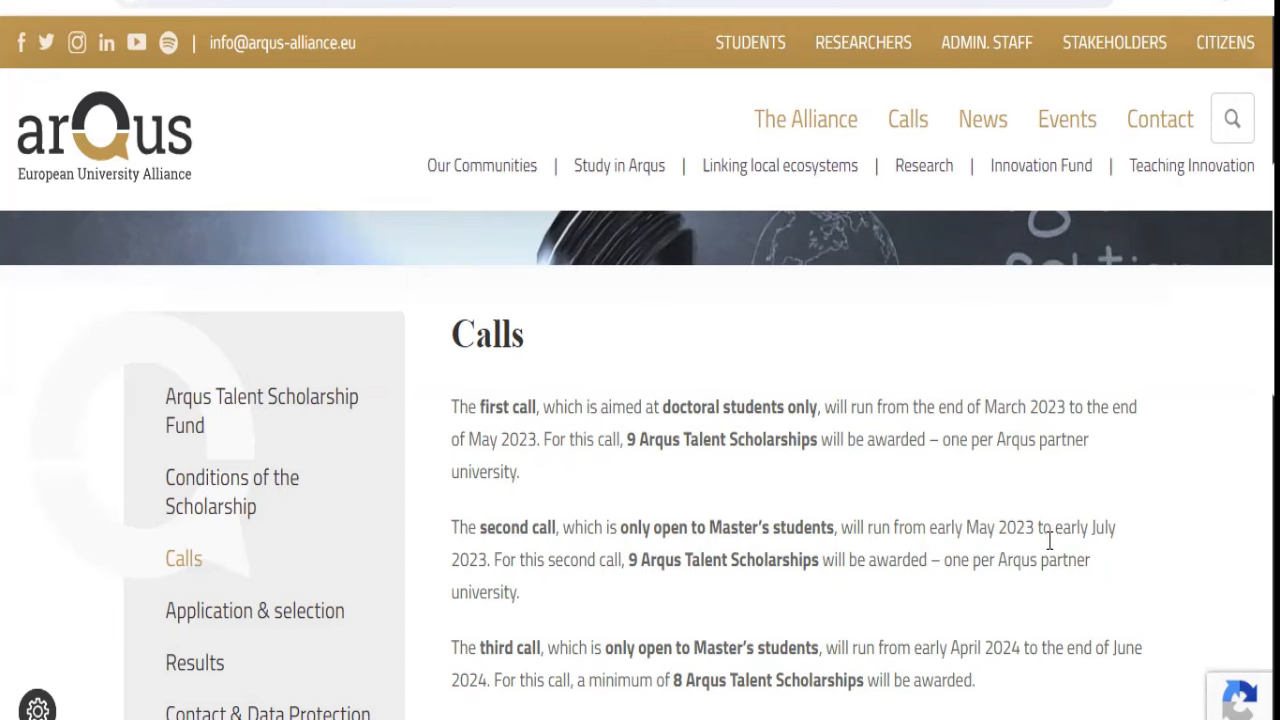 info@arqus-alliance.eu
STUDENTS RESEARCHERS ADMIN. STAFF STAKEHOLDERS CITIZENS
arQus
European University Alliance
The Alliance Calls News Events Contact
Our Communities | Study in Arqus | Linking local ecosystems | Research | Innovation Fund | Teaching Innovation
Arqus Talent Scholarship
Fund
Conditions of the
Scholarship
Calls
Application & selection
Results
Contact & Data Protection
Calls
The first call, which is aimed at doctoral students only, will run from the end of March 2023 to the end
of May 2023. For this call, 9 Arqus Talent Scholarships will be awarded – one per Arqus partner
university.
The second call, which is only open to Master’s students, will run from early May 2023 to early July
2023. For this second call, 9 Arqus Talent Scholarships will be awarded – one per Arqus partner
university.
The third call, which is only open to Master’s students, will run from early April 2024 to the end of June
2024. For this call, a minimum of 8 Arqus Talent Scholarships will be awarded.